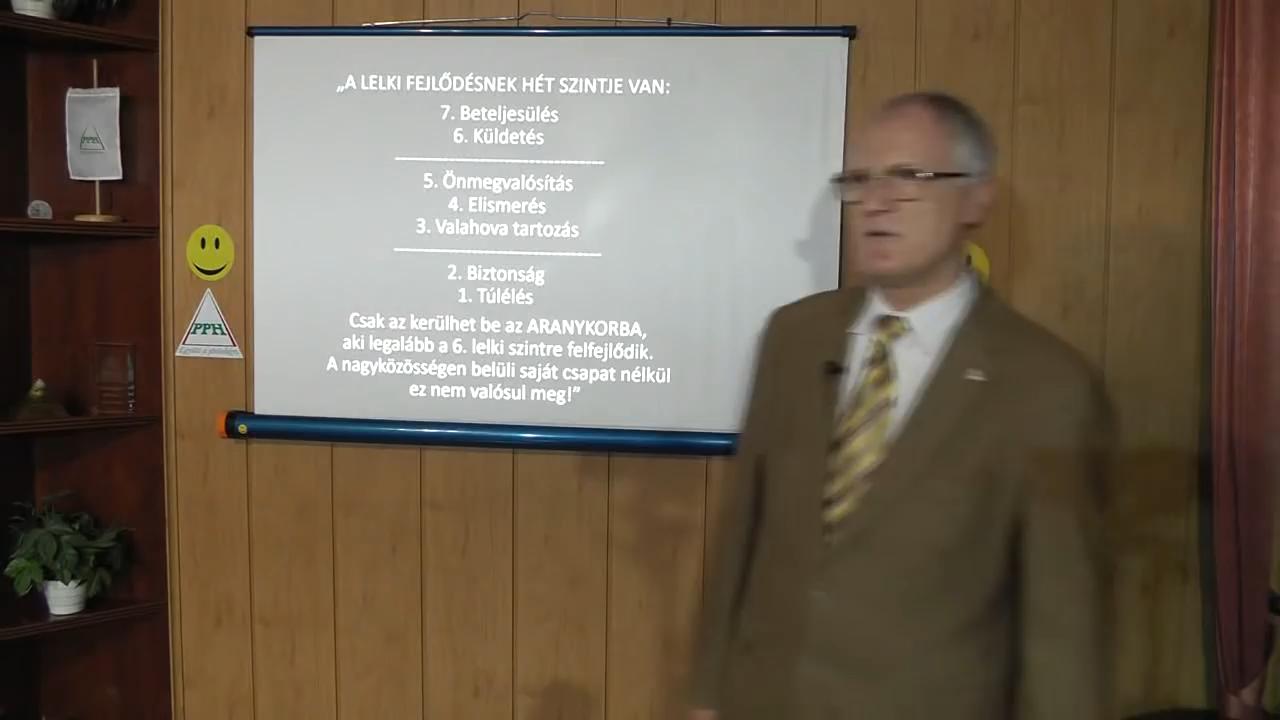 „A LELKI FEJLŐDÉSNEK HÉT SZINTJE VAN:
7. Beteljesülés
6. Küldetés
5. Önmegvalósítás
4. Elismerés
3. Valahova tartozás
2. Biztonság
1. Túlélés
Csak az kerülhet be az ARANYKORBA,
aki legalább a 6. lelki szintre felfejlődik.
A nagyközösségen belüli saját csapat nélkül
ez nem valósul meg!”
PPH
PPH